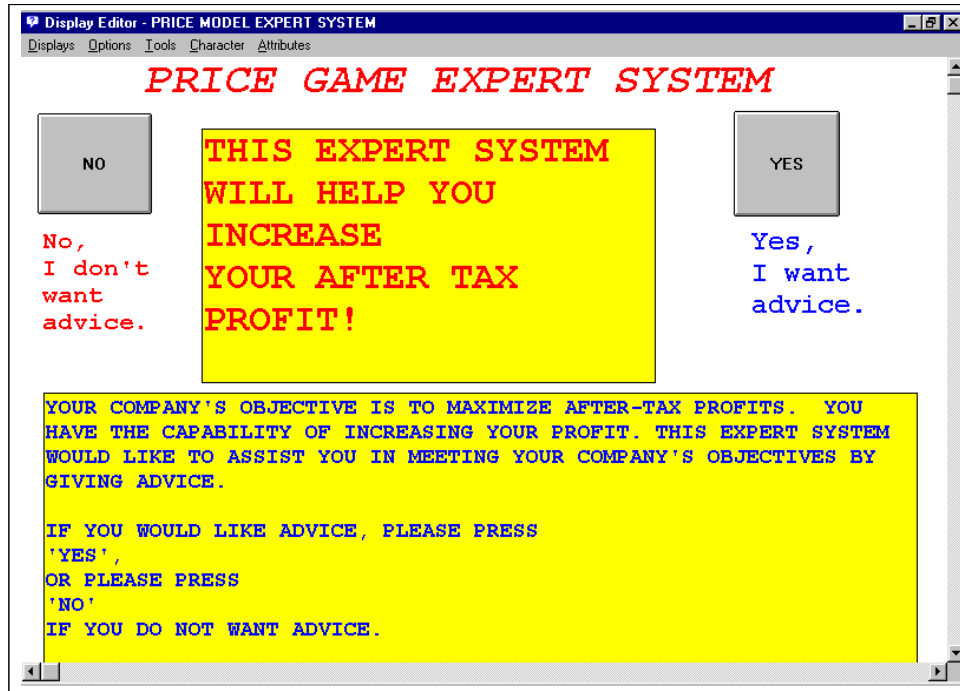 Display Editor - PRICE MODEL EXPERT SYSTEM
Displays Options Tools Character Attributes
PRICE GAME EXPERT SYSTEM
NO
THIS EXPERT SYSTEM
WILL HELP YOU
INCREASE
YOUR AFTER TAX
PROFIT!
YES
No,
I don't
want
advice.
Yes,
I want
advice.
YOUR COMPANY'S OBJECTIVE IS TO MAXIMIZE AFTER-TAX PROFITS. YOU
HAVE THE CAPABILITY OF INCREASING YOUR PROFIT. THIS EXPERT SYSTEM
WOULD LIKE TO ASSIST YOU IN MEETING YOUR COMPANY'S OBJECTIVES BY
GIVING ADVICE.
IF YOU WOULD LIKE ADVICE, PLEASE PRESS
'YES',
OR PLEASE PRESS
'NO'
IF YOU DO NOT WANT ADVICE.